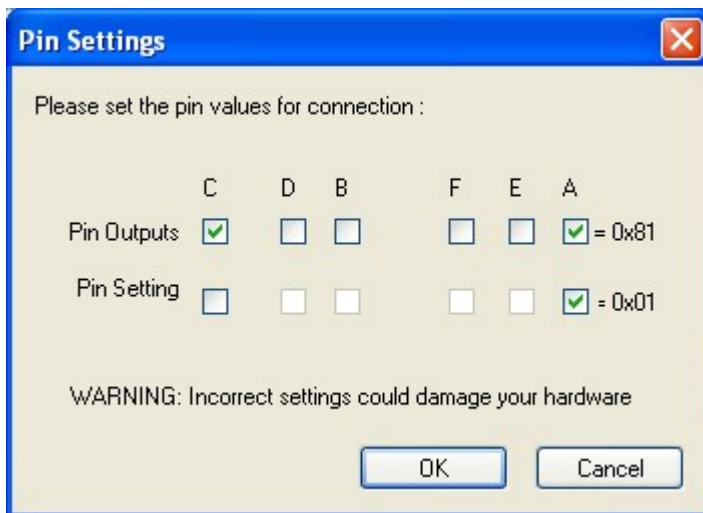 Pin Settings
Please set the pin values for connection :
C D B F E A
Pin Outputs = 0x81
Pin Setting = 0x01
WARNING: Incorrect settings could damage your hardware
OK Cancel